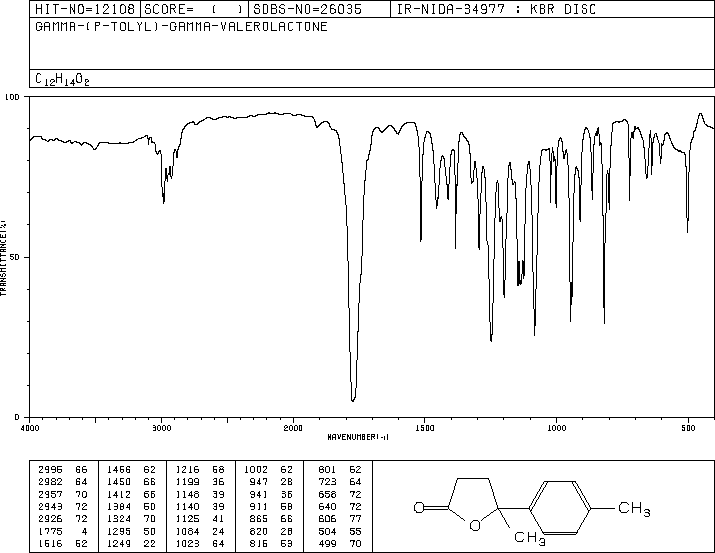 HIT-NO=12108 SCORE= ( ) SDBS-NO=26035 IR-NIDA-34977 : KBR DISC
GAMMA-(P-TOLYL)-GAMMA-VALEROLACTONE
C12H14O2
100
50
0
TRANSMITTANCE(%)
4000 3000 2000 1500 1000 500
WAVENUMBER(-1)
2995 66 1456 62 1216 68 1002 62 801 62
2982 64 1450 66 1199 36 947 28 723 64
2957 70 1412 66 1148 39 941 36 658 72
2943 72 1384 50 1140 39 911 58 640 72
2926 72 1324 70 1125 41 865 66 606 77
1775 4 1295 50 1084 24 820 28 504 55
1516 52 1249 22 1023 64 816 53 499 70
O
O
CH3
CH3